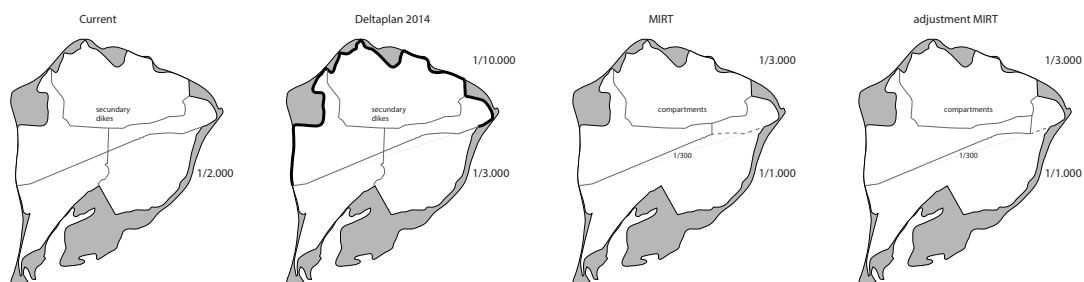 Current
secundary
dikes
1/2.000
Deltaplan 2014
1/10.000
secundary
dikes
1/3.000
MIRT
1/3.000
compartments
1/300
1/1.000
adjustment MIRT
1/3.000
compartments
1/300
1/1.000